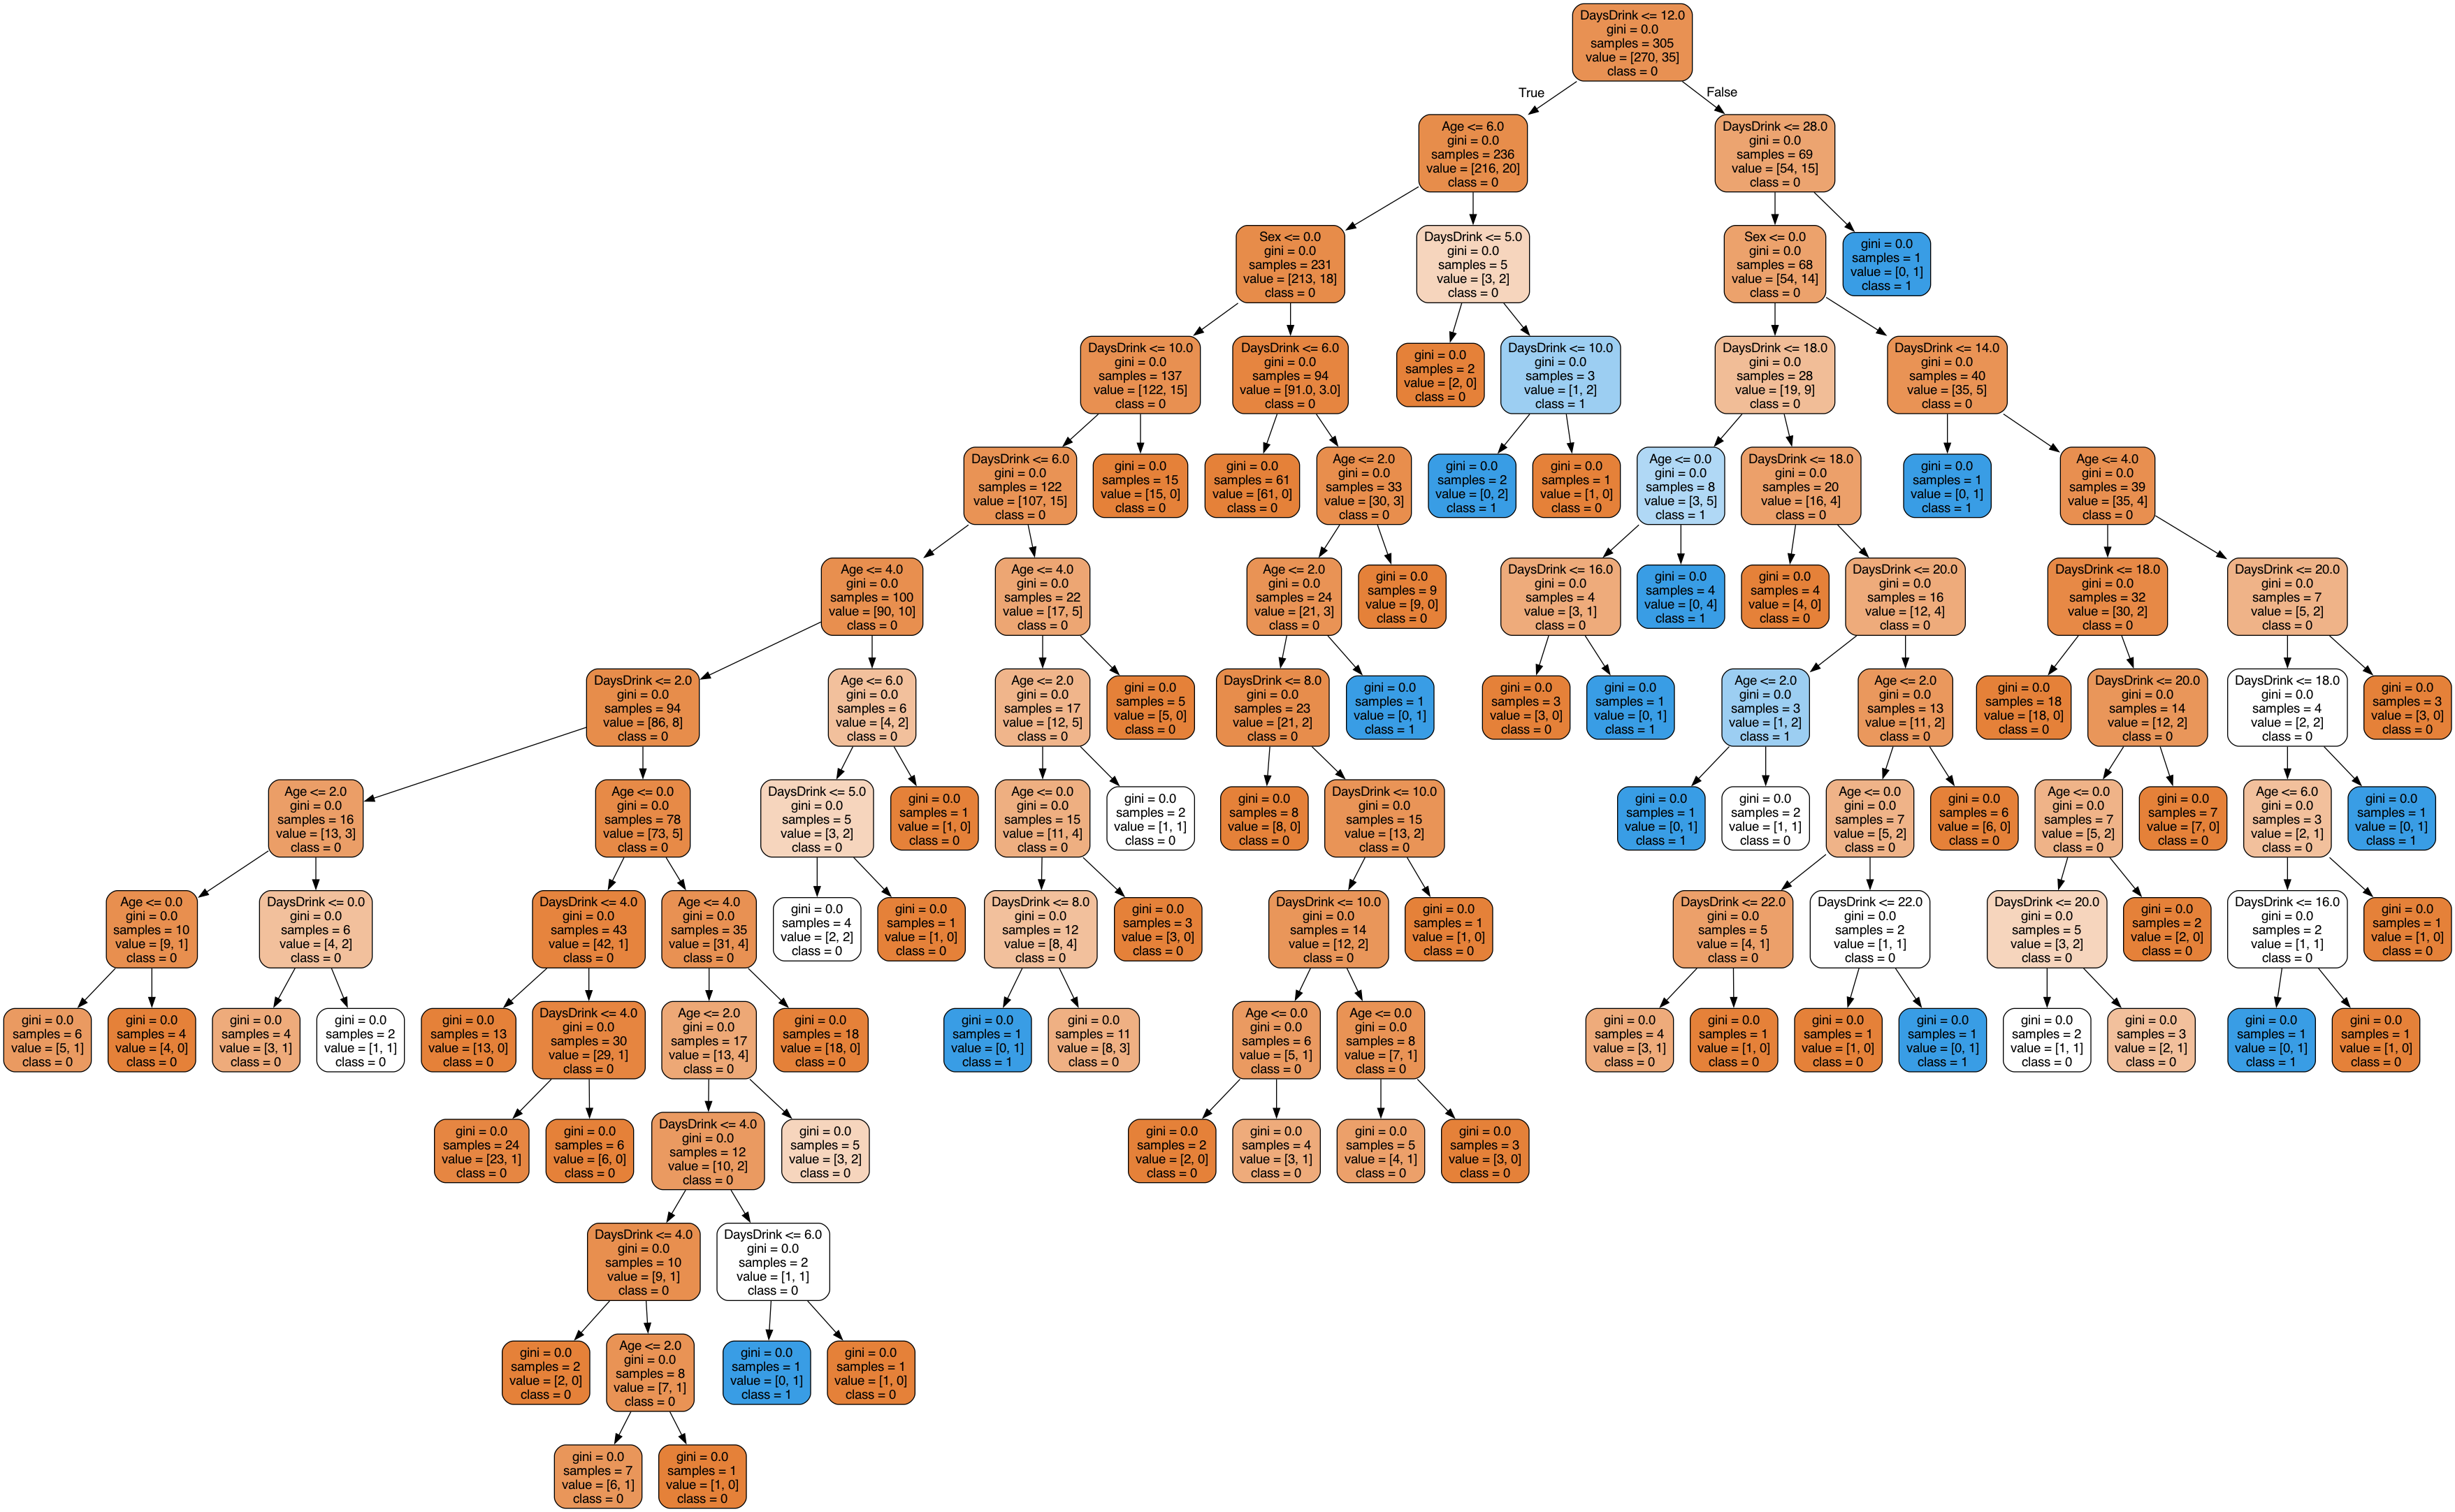 DaysDrink <= 12.0
gini = 0.0
samples = 305
value = [270, 35]
class = 0
True
False
Age <= 6.0
gini = 0.0
samples = 236
value = [216, 20]
class = 0
DaysDrink <= 28.0
gini = 0.0
samples = 69
value = [54, 15]
class = 0
Sex <= 0.0
gini = 0.0
samples = 231
value = [213, 18]
class = 0
DaysDrink <= 5.0
gini = 0.0
samples = 5
value = [3, 2]
class = 0
Sex <= 0.0
gini = 0.0
samples = 68
value = [54, 14]
class = 0
gini = 0.0
samples = 1
value = [0, 1]
class = 1
DaysDrink <= 10.0
gini = 0.0
samples = 137
value = [122, 15]
class = 0
DaysDrink <= 6.0
gini = 0.0
samples = 94
value = [91.0, 3.0]
class = 0
gini = 0.0
samples = 2
value = [2, 0]
class = 0
DaysDrink <= 10.0
gini = 0.0
samples = 3
value = [1, 2]
class = 1
DaysDrink <= 18.0
gini = 0.0
samples = 28
value = [19, 9]
class = 0
DaysDrink <= 14.0
gini = 0.0
samples = 40
value = [35, 5]
class = 0
DaysDrink <= 6.0
gini = 0.0
samples = 122
value = [107, 15]
class = 0
gini = 0.0
samples = 15
value = [15, 0]
class = 0
gini = 0.0
samples = 61
value = [61, 0]
class = 0
Age <= 2.0
gini = 0.0
samples = 33
value = [30, 3]
class = 0
gini = 0.0
samples = 2
value = [0, 2]
class = 1
gini = 0.0
samples = 1
value = [1, 0]
class = 0
Age <= 0.0
gini = 0.0
samples = 8
value = [3, 5]
class = 1
DaysDrink <= 18.0
gini = 0.0
samples = 20
value = [16, 4]
class = 0
gini = 0.0
samples = 1
value = [0, 1]
class = 1
Age <= 4.0
gini = 0.0
samples = 39
value = [35, 4]
class = 0
Age <= 4.0
gini = 0.0
samples = 100
value = [90, 10]
class = 0
Age <= 4.0
gini = 0.0
samples = 22
value = [17, 5]
class = 0
Age <= 2.0
gini = 0.0
samples = 24
value = [21, 3]
class = 0
gini = 0.0
samples = 9
value = [9, 0]
class = 0
DaysDrink <= 16.0
gini = 0.0
samples = 4
value = [3, 1]
class = 0
gini = 0.0
samples = 4
value = [0, 4]
class = 1
gini = 0.0
samples = 4
value = [4, 0]
class = 0
DaysDrink <= 20.0
gini = 0.0
samples = 16
value = [12, 4]
class = 0
DaysDrink <= 18.0
gini = 0.0
samples = 32
value = [30, 2]
class = 0
DaysDrink <= 20.0
gini = 0.0
samples = 7
value = [5, 2]
class = 0
DaysDrink <= 2.0
gini = 0.0
samples = 94
value = [86, 8]
class = 0
Age <= 6.0
gini = 0.0
samples = 6
value = [4, 2]
class = 0
Age <= 2.0
gini = 0.0
samples = 17
value = [12, 5]
class = 0
gini = 0.0
samples = 5
value = [5, 0]
class = 0
DaysDrink <= 8.0
gini = 0.0
samples = 23
value = [21, 2]
class = 0
gini = 0.0
samples = 1
value = [0, 1]
class = 1
gini = 0.0
samples = 3
value = [3, 0]
class = 0
gini = 0.0
samples = 1
value = [0, 1]
class = 1
Age <= 2.0
gini = 0.0
samples = 3
value = [1, 2]
class = 1
Age <= 2.0
gini = 0.0
samples = 13
value = [11, 2]
class = 0
gini = 0.0
samples = 18
value = [18, 0]
class = 0
DaysDrink <= 20.0
gini = 0.0
samples = 14
value = [12, 2]
class = 0
DaysDrink <= 18.0
gini = 0.0
samples = 4
value = [2, 2]
class = 0
gini = 0.0
samples = 3
value = [3, 0]
class = 0
Age <= 2.0
gini = 0.0
samples = 16
value = [13, 3]
class = 0
Age <= 0.0
gini = 0.0
samples = 78
value = [73, 5]
class = 0
DaysDrink <= 5.0
gini = 0.0
samples = 5
value = [3, 2]
class = 0
gini = 0.0
samples = 1
value = [1, 0]
class = 0
Age <= 0.0
gini = 0.0
samples = 15
value = [11, 4]
class = 0
gini = 0.0
samples = 2
value = [1, 1]
class = 0
gini = 0.0
samples = 8
value = [8, 0]
class = 0
DaysDrink <= 10.0
gini = 0.0
samples = 15
value = [13, 2]
class = 0
gini = 0.0
samples = 1
value = [0, 1]
class = 1
gini = 0.0
samples = 2
value = [1, 1]
class = 0
Age <= 0.0
gini = 0.0
samples = 7
value = [5, 2]
class = 0
gini = 0.0
samples = 6
value = [6, 0]
class = 0
Age <= 0.0
gini = 0.0
samples = 7
value = [5, 2]
class = 0
gini = 0.0
samples = 7
value = [7, 0]
class = 0
Age <= 6.0
gini = 0.0
samples = 3
value = [2, 1]
class = 0
gini = 0.0
samples = 1
value = [0, 1]
class = 1
Age <= 0.0
gini = 0.0
samples = 10
value = [9, 1]
class = 0
DaysDrink <= 0.0
gini = 0.0
samples = 6
value = [4, 2]
class = 0
DaysDrink <= 4.0
gini = 0.0
samples = 43
value = [42, 1]
class = 0
Age <= 4.0
gini = 0.0
samples = 35
value = [31, 4]
class = 0
gini = 0.0
samples = 4
value = [2, 2]
class = 0
gini = 0.0
samples = 1
value = [1, 0]
class = 0
DaysDrink <= 8.0
gini = 0.0
samples = 12
value = [8, 4]
class = 0
gini = 0.0
samples = 3
value = [3, 0]
class = 0
DaysDrink <= 10.0
gini = 0.0
samples = 14
value = [12, 2]
class = 0
gini = 0.0
samples = 1
value = [1, 0]
class = 0
DaysDrink <= 22.0
gini = 0.0
samples = 5
value = [4, 1]
class = 0
DaysDrink <= 22.0
gini = 0.0
samples = 2
value = [1, 1]
class = 0
DaysDrink <= 20.0
gini = 0.0
samples = 5
value = [3, 2]
class = 0
gini = 0.0
samples = 2
value = [2, 0]
class = 0
DaysDrink <= 16.0
gini = 0.0
samples = 2
value = [1, 1]
class = 0
gini = 0.0
samples = 1
value = [1, 0]
class = 0
gini = 0.0
samples = 6
value = [5, 1]
class = 0
gini = 0.0
samples = 4
value = [4, 0]
class = 0
gini = 0.0
samples = 4
value = [3, 1]
class = 0
gini = 0.0
samples = 2
value = [1, 1]
class = 0
gini = 0.0
samples = 13
value = [13, 0]
class = 0
DaysDrink <= 4.0
gini = 0.0
samples = 30
value = [29, 1]
class = 0
Age <= 2.0
gini = 0.0
samples = 17
value = [13, 4]
class = 0
gini = 0.0
samples = 18
value = [18, 0]
class = 0
gini = 0.0
samples = 1
value = [0, 1]
class = 1
gini = 0.0
samples = 11
value = [8, 3]
class = 0
Age <= 0.0
gini = 0.0
samples = 6
value = [5, 1]
class = 0
Age <= 0.0
gini = 0.0
samples = 8
value = [7, 1]
class = 0
gini = 0.0
samples = 4
value = [3, 1]
class = 0
gini = 0.0
samples = 1
value = [1, 0]
class = 0
gini = 0.0
samples = 1
value = [1, 0]
class = 0
gini = 0.0
samples = 1
value = [0, 1]
class = 1
gini = 0.0
samples = 2
value = [1, 1]
class = 0
gini = 0.0
samples = 3
value = [2, 1]
class = 0
gini = 0.0
samples = 1
value = [0, 1]
class = 1
gini = 0.0
samples = 1
value = [1, 0]
class = 0
gini = 0.0
samples = 24
value = [23, 1]
class = 0
gini = 0.0
samples = 6
value = [6, 0]
class = 0
DaysDrink <= 4.0
gini = 0.0
samples = 12
value = [10, 2]
class = 0
gini = 0.0
samples = 5
value = [3, 2]
class = 0
gini = 0.0
samples = 2
value = [2, 0]
class = 0
gini = 0.0
samples = 4
value = [3, 1]
class = 0
gini = 0.0
samples = 5
value = [4, 1]
class = 0
gini = 0.0
samples = 3
value = [3, 0]
class = 0
DaysDrink <= 4.0
gini = 0.0
samples = 10
value = [9, 1]
class = 0
DaysDrink <= 6.0
gini = 0.0
samples = 2
value = [1, 1]
class = 0
gini = 0.0
samples = 2
value = [2, 0]
class = 0
Age <= 2.0
gini = 0.0
samples = 8
value = [7, 1]
class = 0
gini = 0.0
samples = 1
value = [0, 1]
class = 1
gini = 0.0
samples = 1
value = [1, 0]
class = 0
gini = 0.0
samples = 7
value = [6, 1]
class = 0
gini = 0.0
samples = 1
value = [1, 0]
class = 0